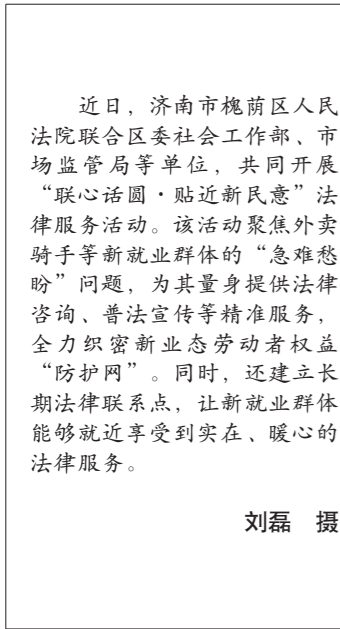 近日，济南市槐荫区人民
法院联合区委社会工作部、市
场监管局等单位，共同开展
“联心话圆·贴近新民意”法
律服务活动。该活动聚焦外卖
骑手等新就业群体的“急难愁
盼”问题，为其量身提供法律
咨询、普法宣传等精准服务，
全力织密新业态劳动者权益
“防护网”。同时，还建立长
期法律联系点，让新就业群体
能够就近享受到实在、暖心的
法律服务。
刘磊　摄